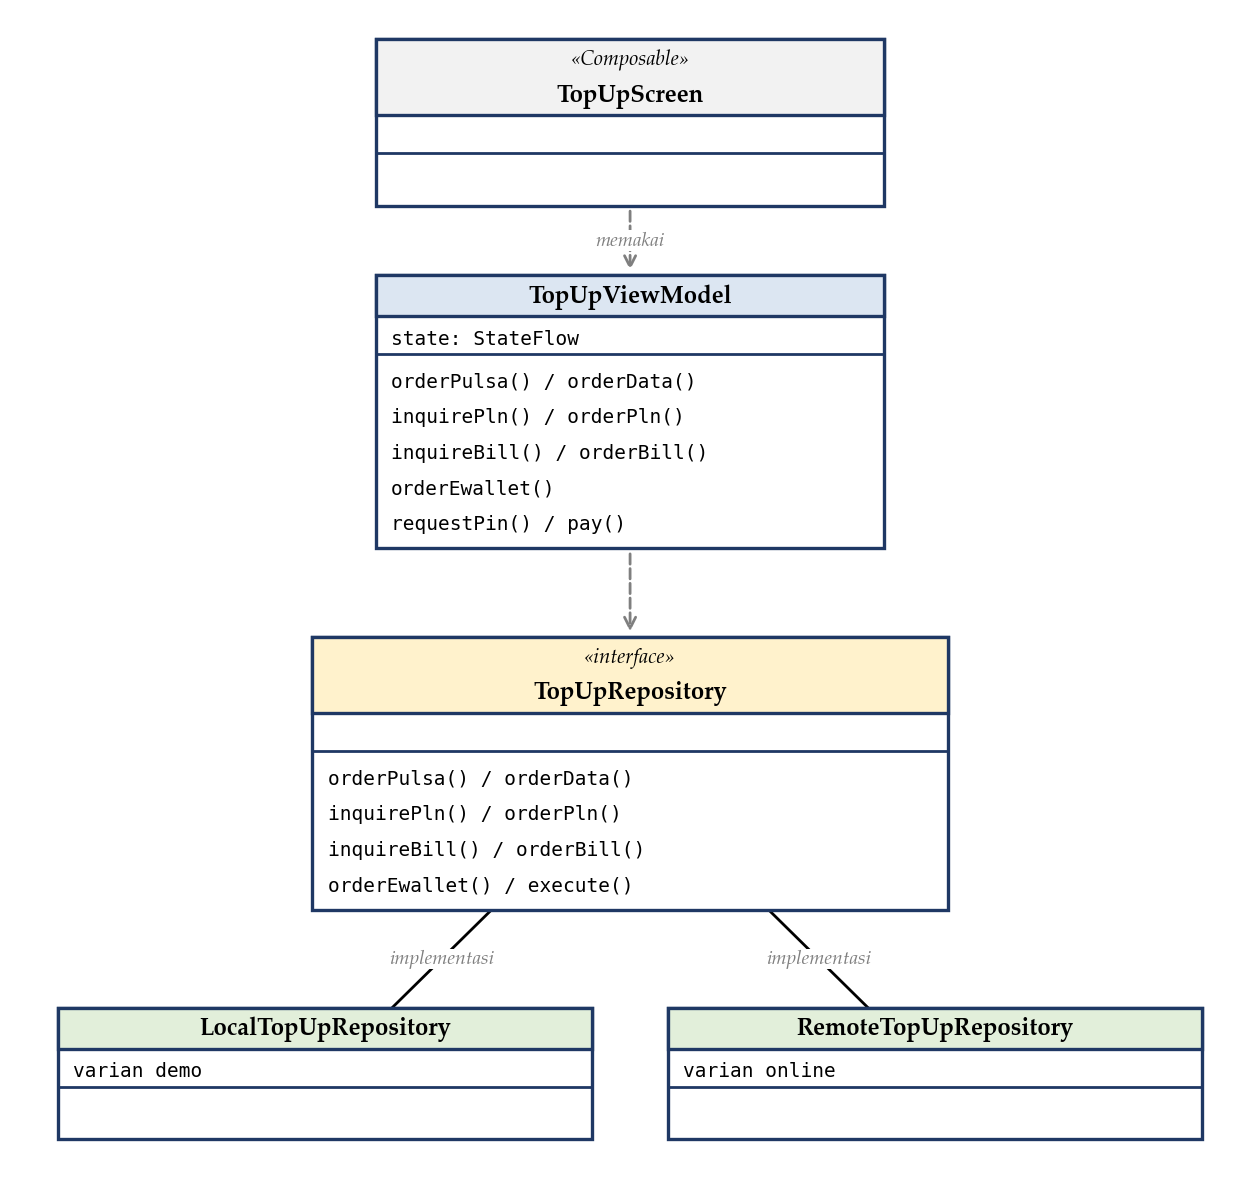 «Composable»
TopUpScreen
memakai
TopUpViewModel
state: StateFlow
orderPulsa() / orderData()
inquirePln() / orderPln()
inquireBill() / orderBill()
orderEwallet()
requestPin() / pay()
«interface»
TopUpRepository
orderPulsa() / orderData()
inquirePln() / orderPln()
inquireBill() / orderBill()
orderEwallet() / execute()
implementasi
implementasi
LocalTopUpRepository
varian demo
RemoteTopUpRepository
varian online